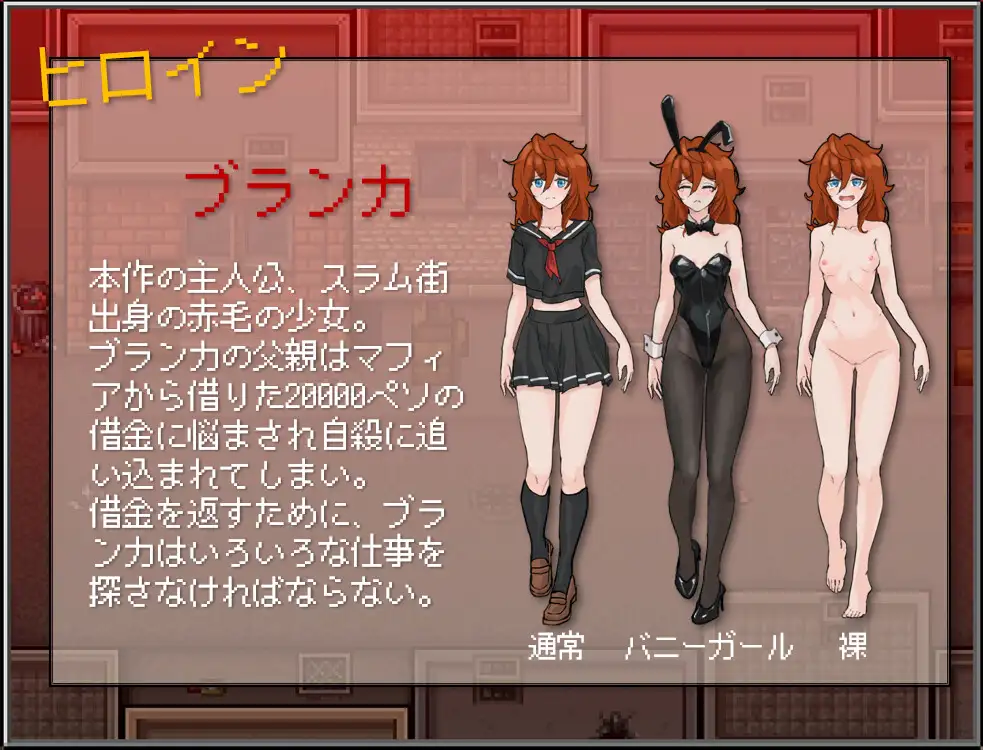 ヒロイン
ブランカ
本作の主人公、スラム街
出身の赤毛の少女。
ブランカの父親はマフィ
アから借りた20000ペソの
借金に悩まされ自殺に追
い込まれてしまい。
借金を返すために、ブラ
ンカはいろいろな仕事を
探さなければならない。
通常 バニーガール 裸